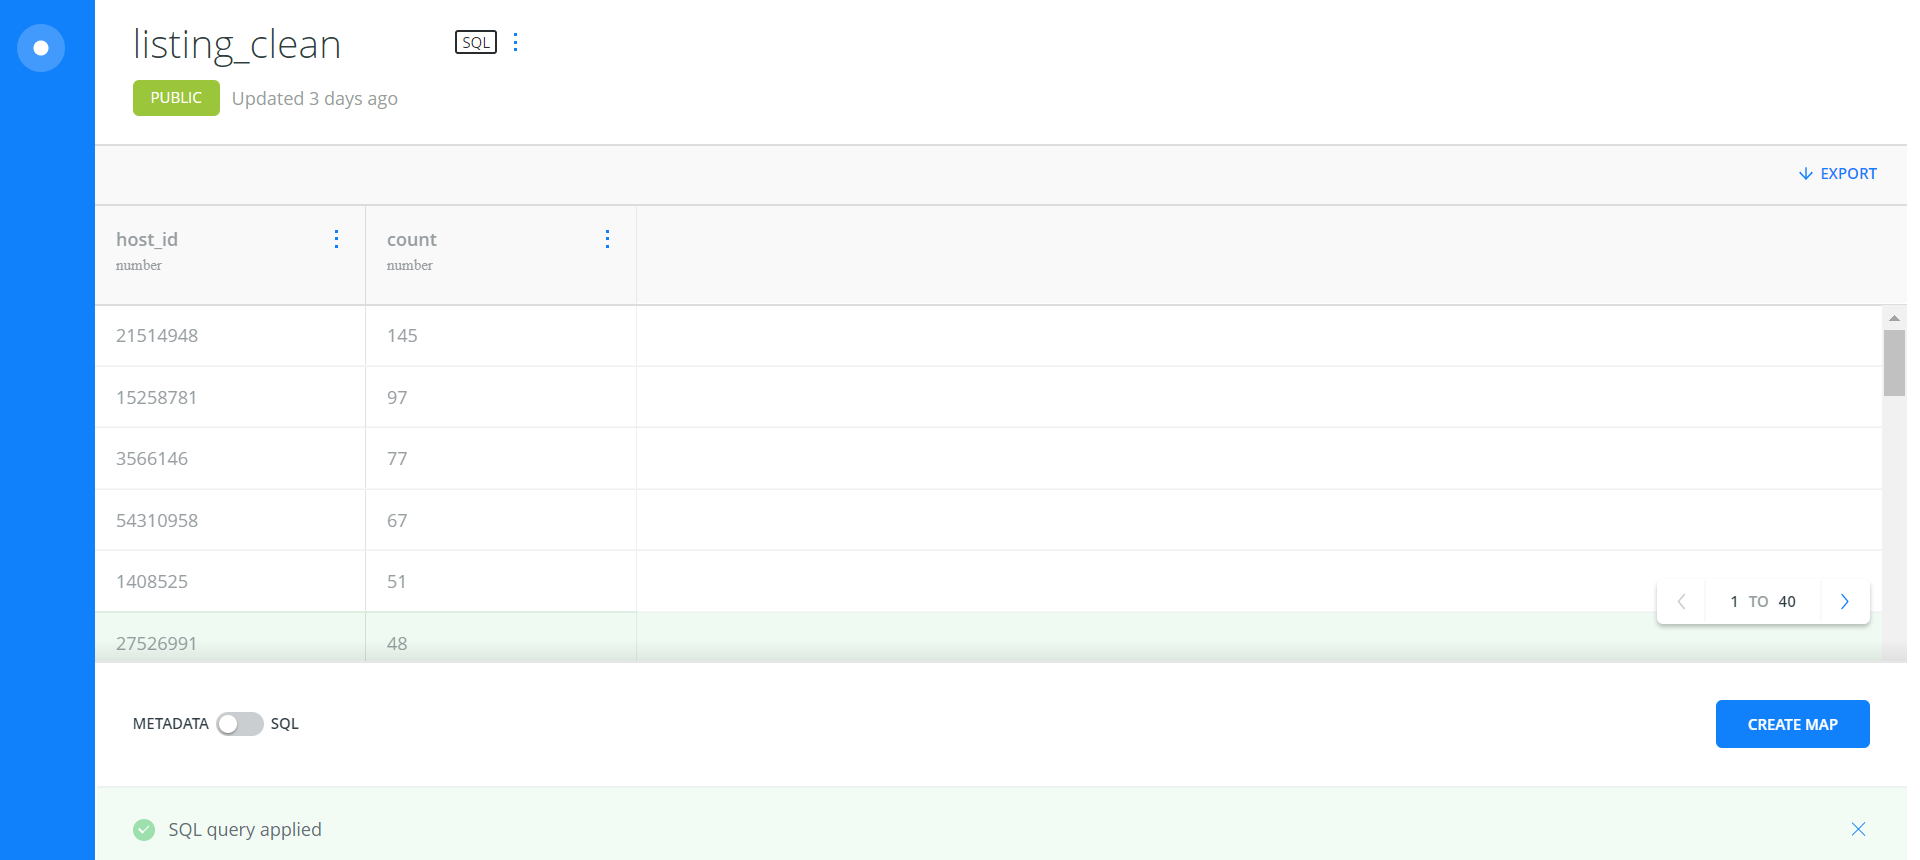 listing_clean SQL
PUBLIC Updated 3 days ago
EXPORT
host_id count
number number
21514948 145
15258781 97
3566146 77
54310958 67
1408525 51
1 TO 40
27526991 48
METADATA SQL CREATE MAP
SQL query applied